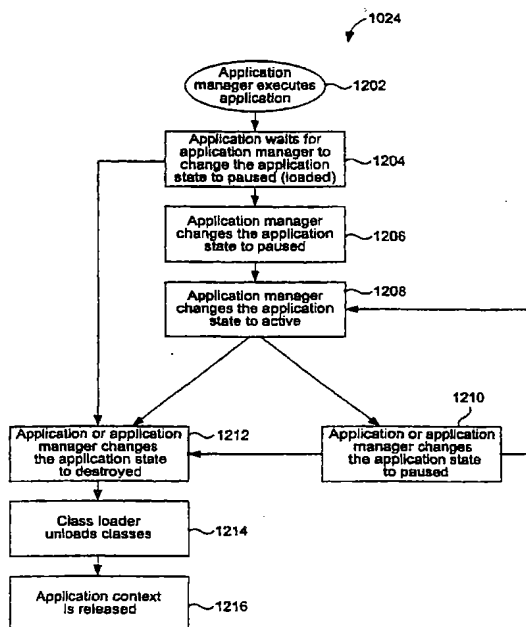 1024
Application
manager executes
application
1202
Application waits for
application manager to
change the application
state to paused (loaded)
1204
Application manager
changes the application
state to paused
1206
Application manager
changes the application
state to active
1208
1210
Application or application
manager changes
the application state
to destroyed
1212
Application or application
manager changes
the application state
to paused
Class loader
unloads classes
1214
Application context
is released
1216